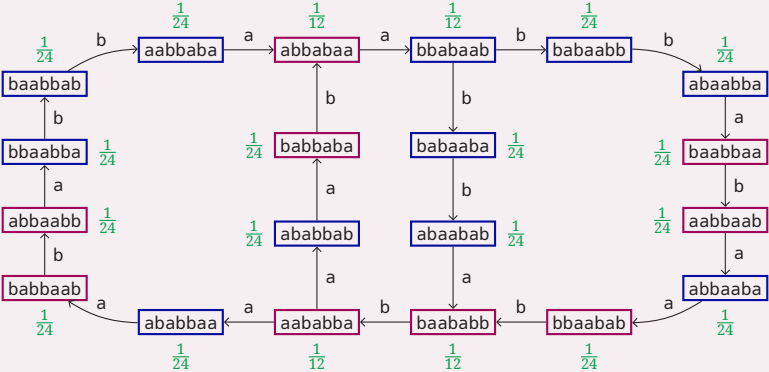 1/24 1/12 1/12 1/24
1/24 b aabbaba a abbabaa a bbabaab b babaabb b 1/24
baabbab abaabba
b b b a
bbaabba 1/24 1/24 babbaba babaaba 1/24 1/24 baabbaa
a a b b
abbaabb 1/24 1/24 ababbab abaabab 1/24 1/24 aabbaab
b a a a
babbaab abbaaba
1/24 a ababbaa a aababba b baababb b bbaabab a 1/24
1/24 1/12 1/12 1/24